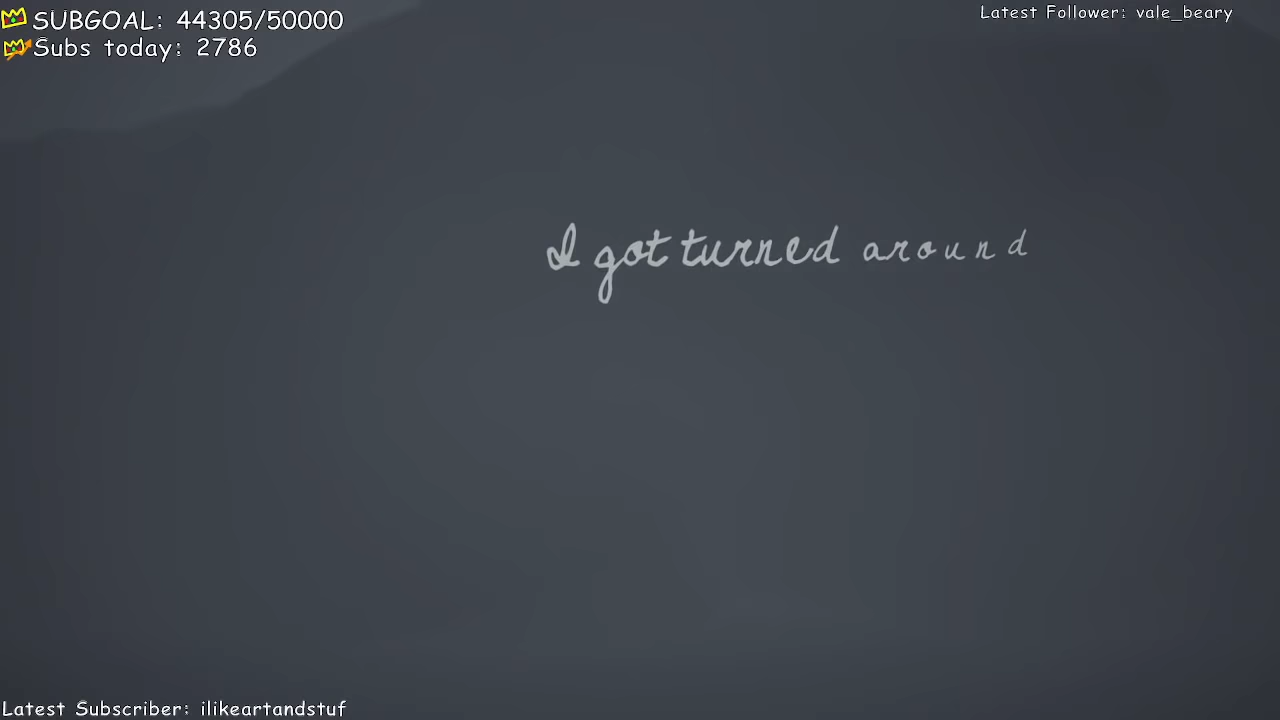 SUBGOAL: 44305/50000
Latest Follower: vale_beary
Subs today: 2786
I got turned around
Latest Subscriber: ilikeartandstuf